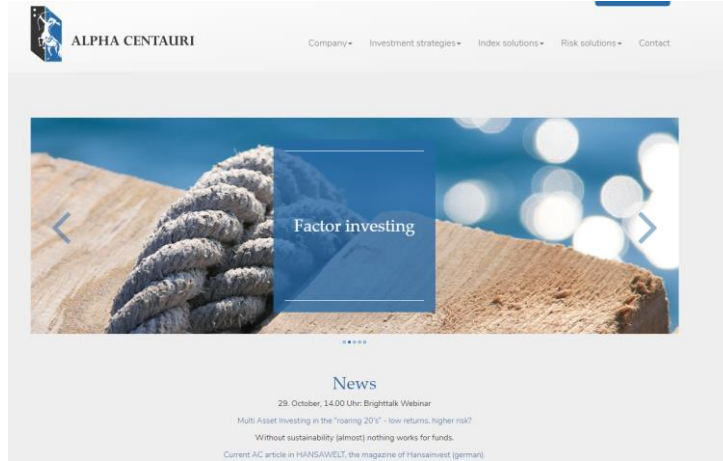 ALPHA CENTAURI
Company
Investment strategies
Index solutions
Risk solutions
Contact
Factor investing
News
29. October, 14.00 Uhr: Brighttalk Webinar
Multi Asset Investing in the "roaring 20's" - low returns, higher risk?
Without sustainability (almost) nothing works for funds.
Current AC article in HANSAWELT, the magazine of Hansainvest (german).